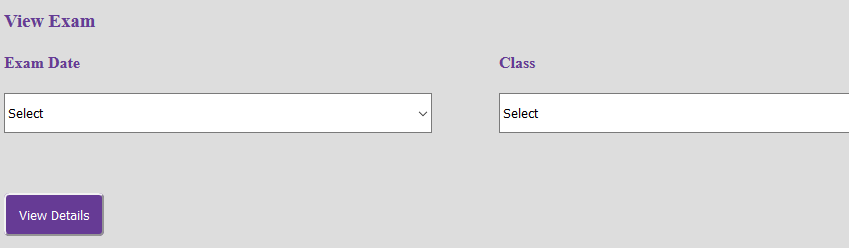 View Exam
Exam Date
Class
Select
Select
View Details